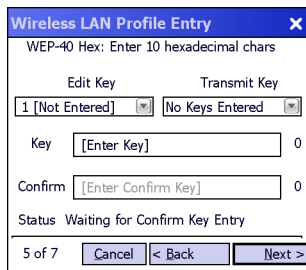 Wireless LAN Profile Entry X
WEP-40 Hex: Enter 10 hexadecimal chars
Edit Key Transmit Key
1 [Not Entered] No Keys Entered
Key [Enter Key] 0
Confirm [Enter Confirm Key] 0
Status Waiting for Confirm Key Entry
5 of 7 Cancel < Back Next >